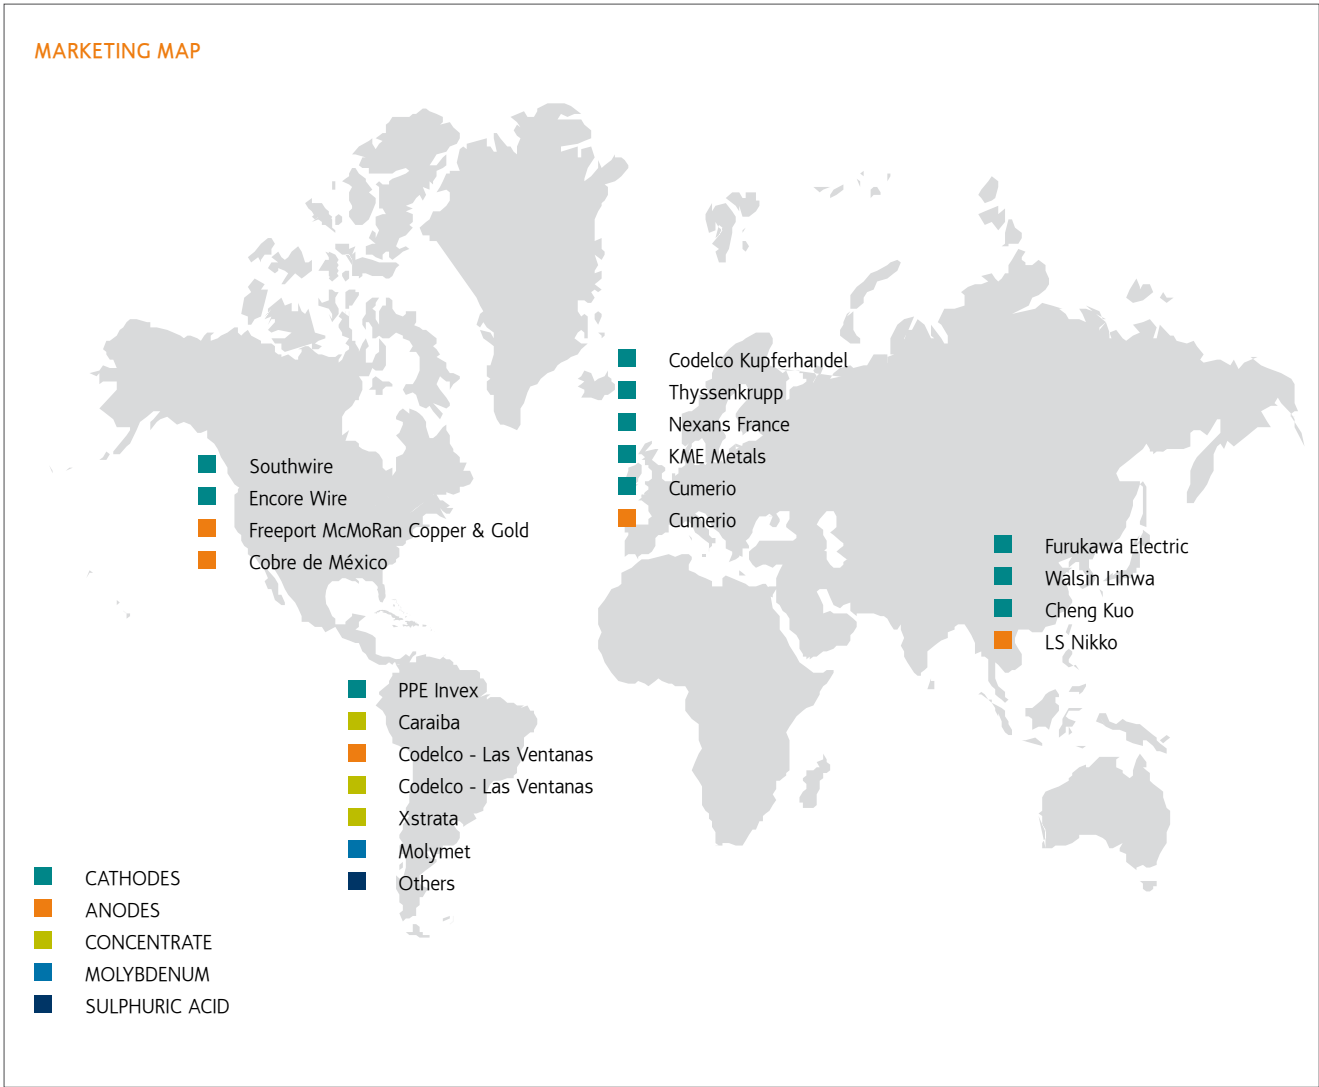 MARKETING MAP
Codelco Kupferhandel
Thyssenkrupp
Nexans France
KME Metals
Cumerio
Cumerio
Southwire
Encore Wire
Freeport McMoRan Copper & Gold
Cobre de México
Furukawa Electric
Walsin Lihwa
Cheng Kuo
LS Nikko
PPE Invex
Caraiba
Codelco - Las Ventanas
Codelco - Las Ventanas
Xstrata
Molymet
Others
CATHODES
ANODES
CONCENTRATE
MOLYBDENUM
SULPHURIC ACID